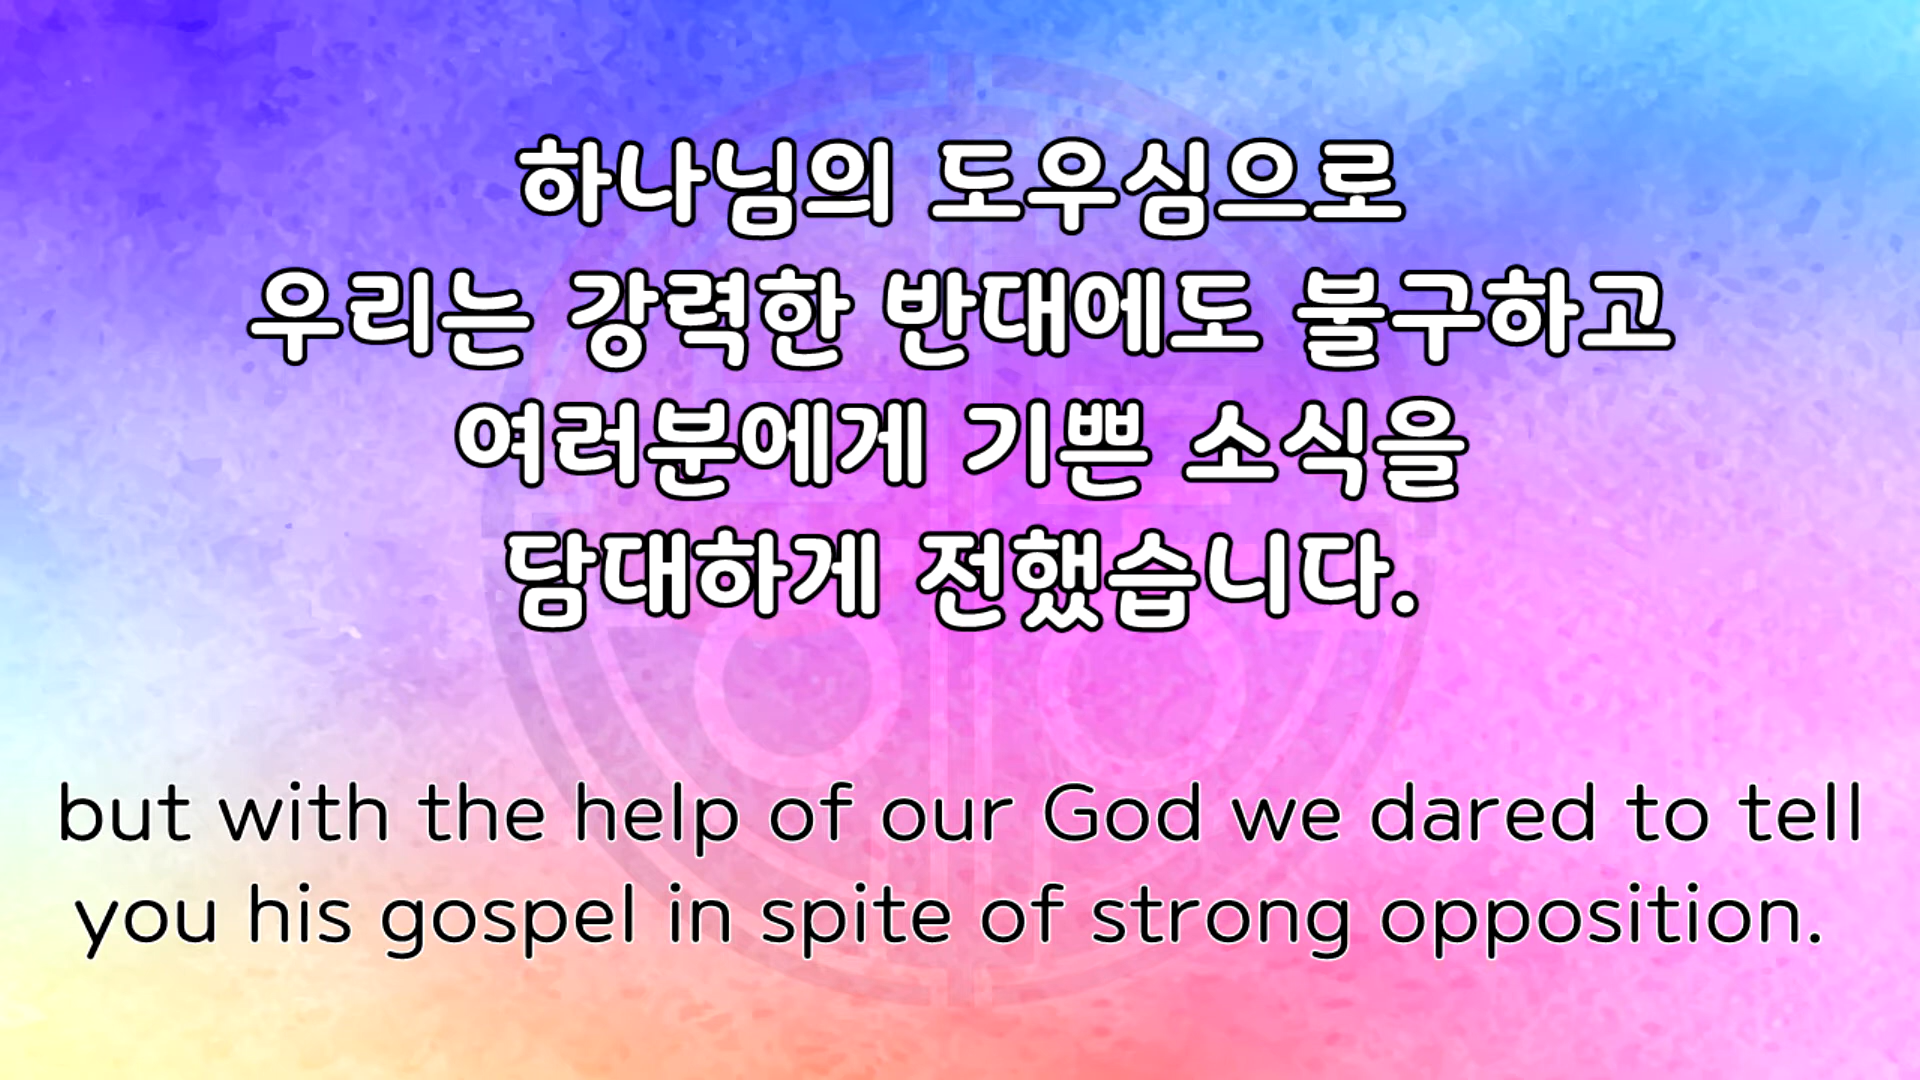 하나님의 도우심으로
우리는 강력한 반대에도 불구하고
여러분에게 기쁜 소식을
담대하게 전했습니다.
but with the help of our God we dared to tell
you his gospel in spite of strong opposition.